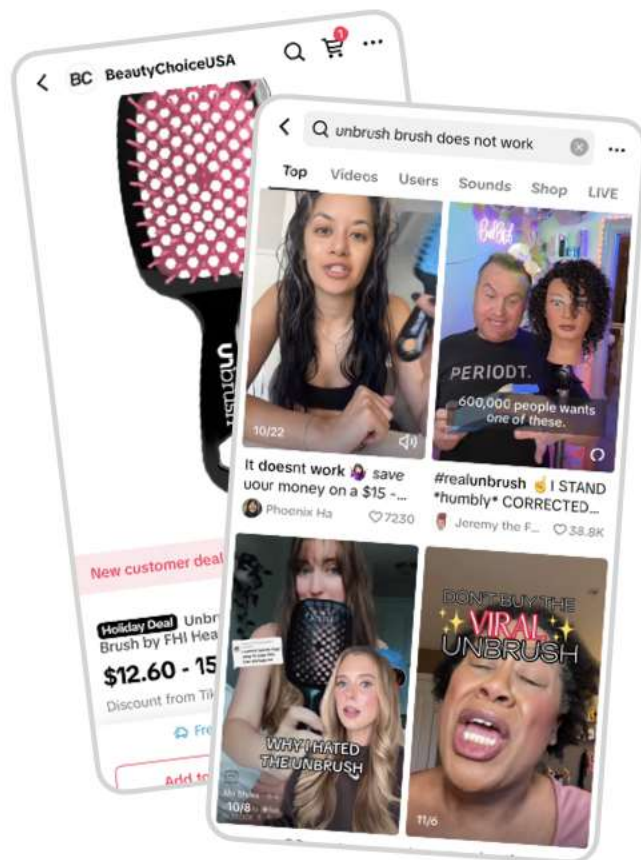 BC BeautyChoiceUSA
1
unbrush
New customer deal
Holiday Deal Unbr
Brush by FHI Hea
$12.60 - 15
Discount from Tik
Fre
Add to
unbrush brush does not work
Top Videos Users Sounds Shop LIVE
10/22
It doesnt work 🤷🏻‍♀️ save
uour money on a $15 -...
Phoenix Ha ♡7230
PERIODT.
600,000 people wants
one of these.
#realunbrush ☝️I STAND
*humbly* CORRECTED...
Jeremy the F... ♡38.8K
WHY I HATED
THE UNBRUSH
10/8
DON'T BUY THE
✨VIRAL✨
UNBRUSH
11/6